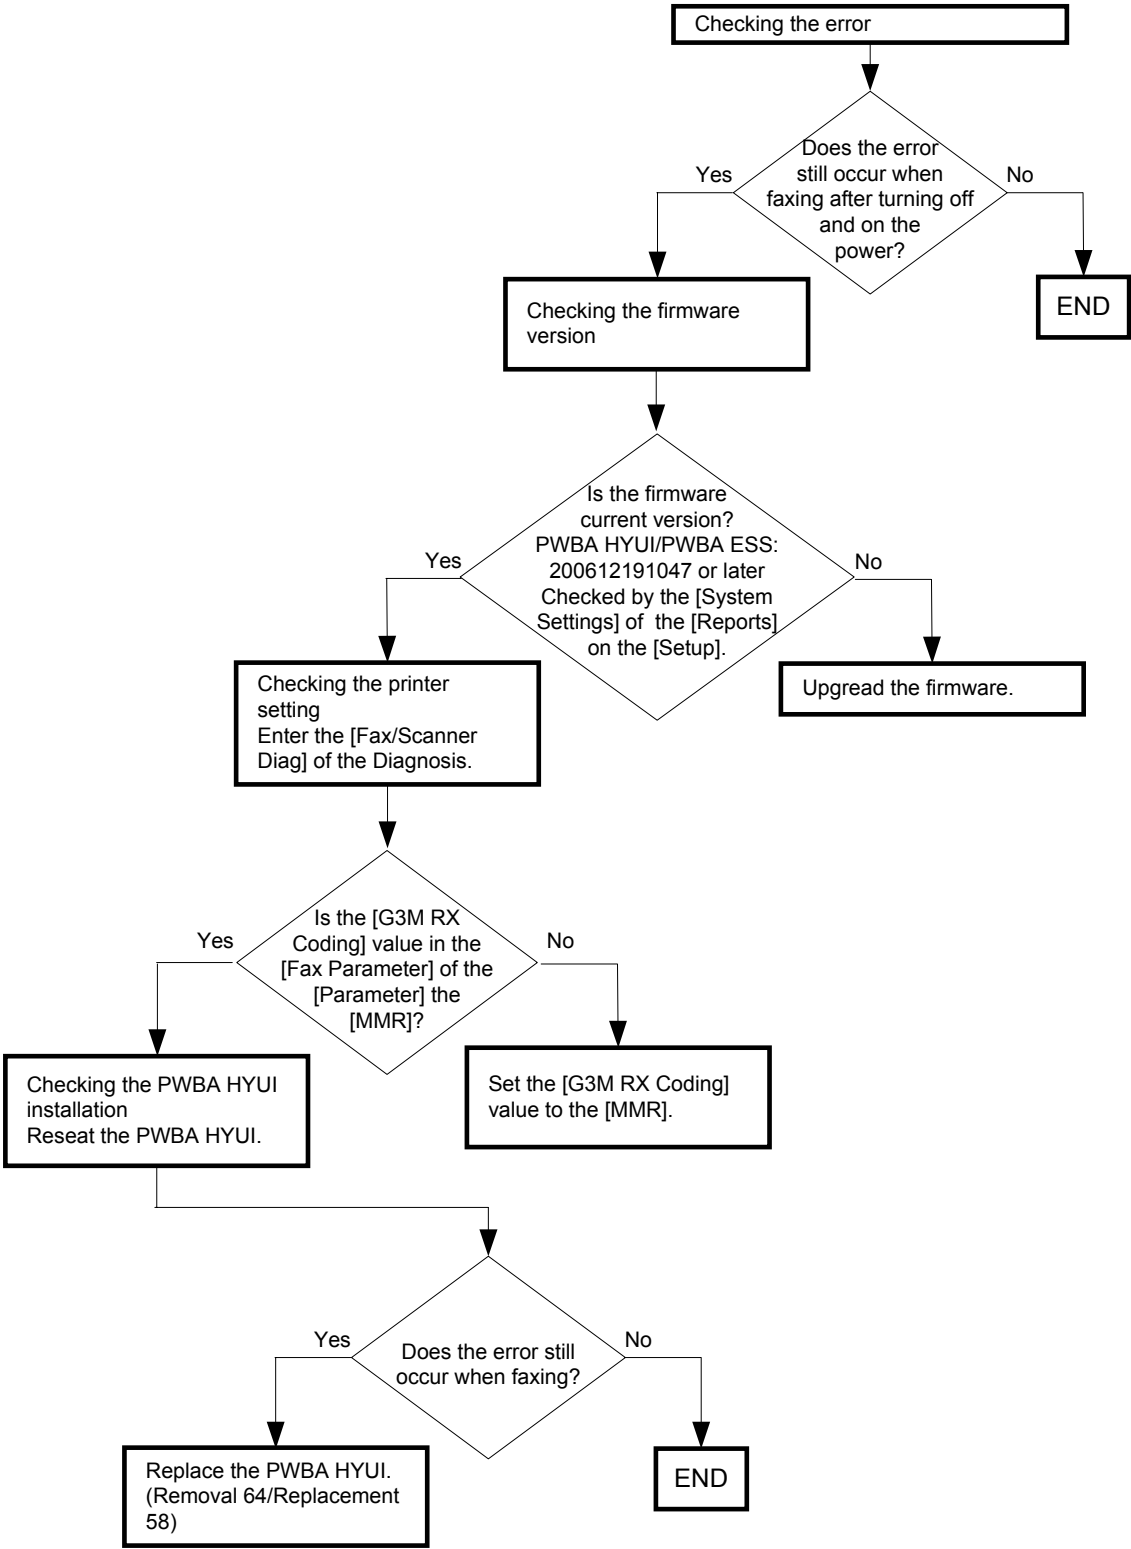 Checking the error
Does the error
still occur when
faxing after turning off
and on the
power?
Yes
No
END
Checking the firmware
version
Is the firmware
current version?
PWBA HYUI/PWBA ESS:
200612191047 or later
Checked by the [System
Settings] of  the [Reports]
on the [Setup].
Yes
No
Checking the printer
setting
Enter the [Fax/Scanner
Diag] of the Diagnosis.
Upgread the firmware.
Is the [G3M RX
Coding] value in the
[Fax Parameter] of the
[Parameter] the
[MMR]?
Yes
No
Checking the PWBA HYUI
installation
Reseat the PWBA HYUI.
Set the [G3M RX Coding]
value to the [MMR].
Does the error still
occur when faxing?
Yes
No
Replace the PWBA HYUI.
(Removal 64/Replacement
58)
END